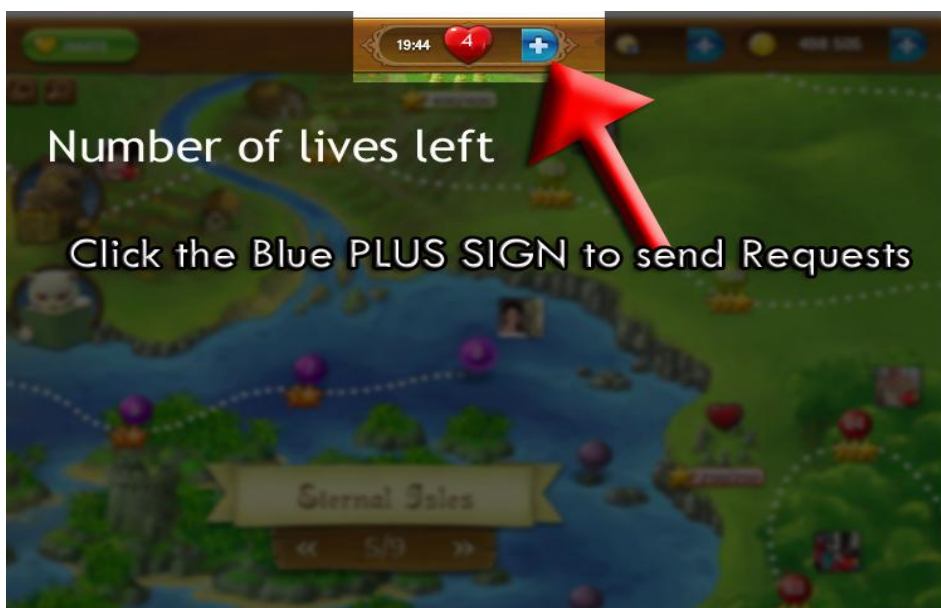 19:44 4
Number of lives left
Click the Blue PLUS SIGN to send Requests
5/9